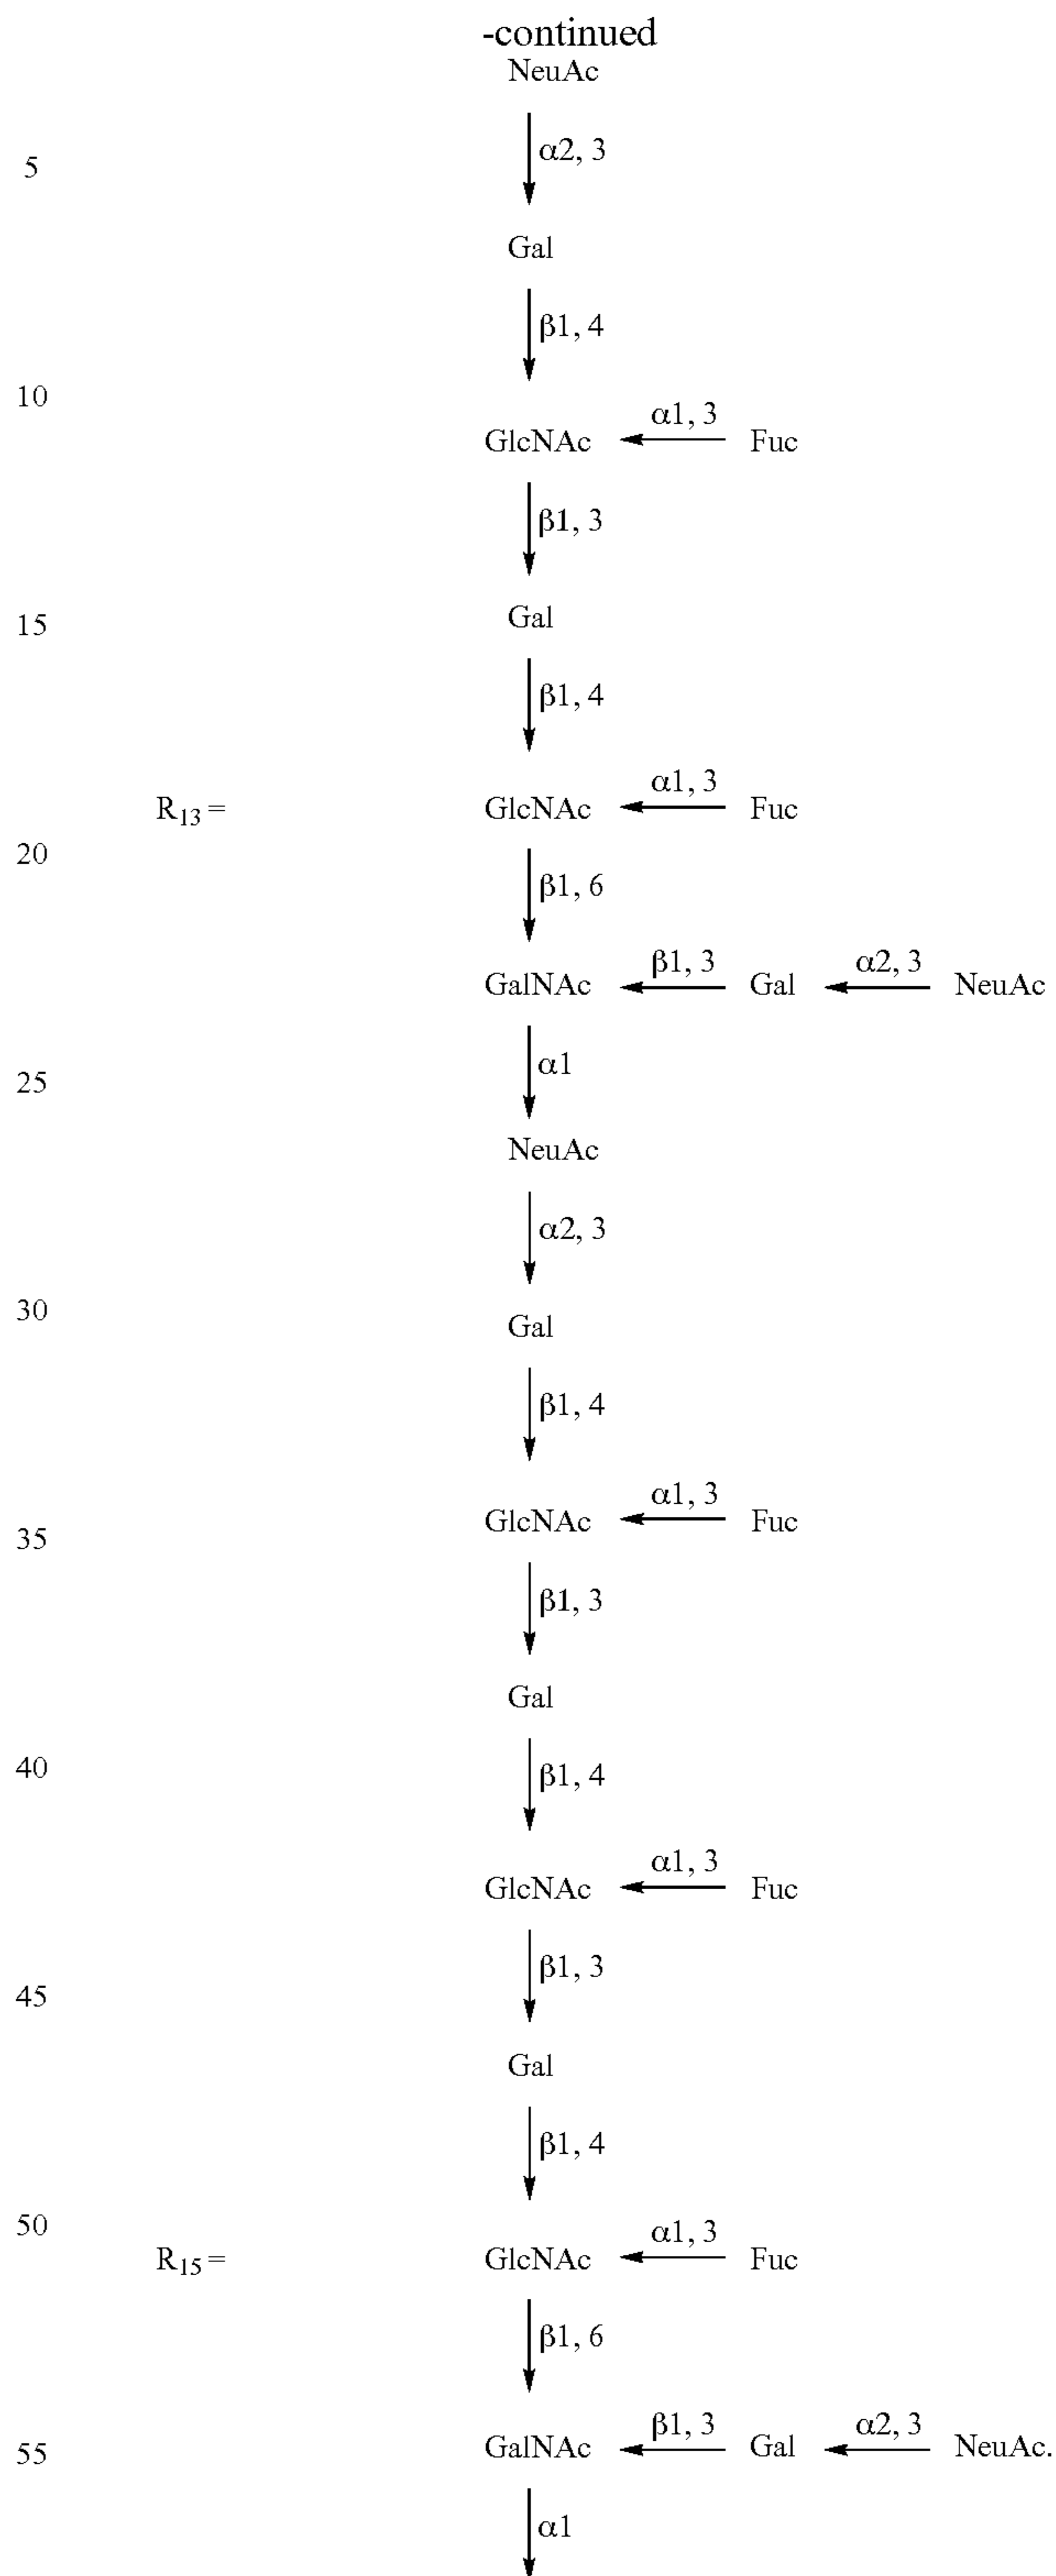 -continued
NeuAc
α2, 3
5
Gal
β1, 4
10
α1, 3
GlcNAc Fuc
β1, 3
15
Gal
β1, 4
α1, 3
R13 = GlcNAc Fuc
20
β1, 6
β1, 3 α2, 3
GalNAc Gal NeuAc
α1
25
NeuAc
α2, 3
30
Gal
β1, 4
α1, 3
GlcNAc Fuc
35
β1, 3
Gal
40
β1, 4
α1, 3
GlcNAc Fuc
β1, 3
45
Gal
β1, 4
50
α1, 3
R15 = GlcNAc Fuc
β1, 6
β1, 3 α2, 3
GalNAc Gal NeuAc.
55
α1